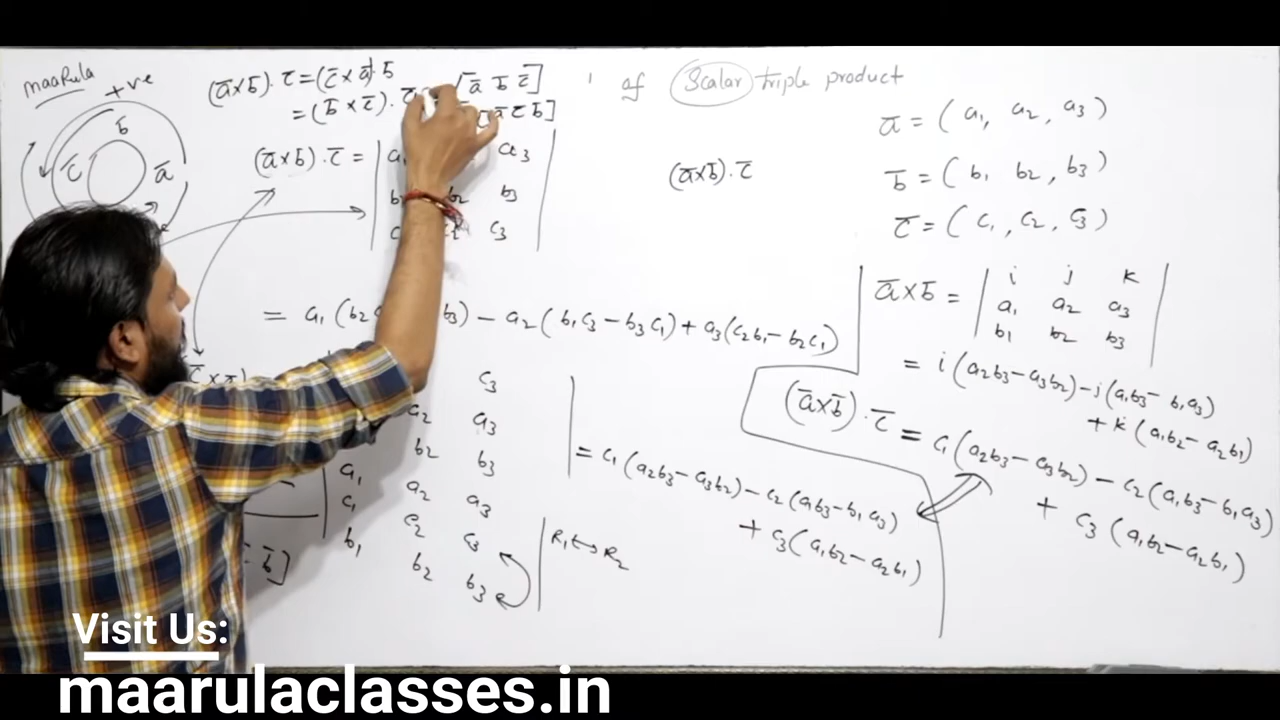 maaRula
+ve
b̄
c̄ ā
(ā×b̄). c̄ = (c̄ × ā). b̄
= (b̄ × c̄).
[ā b̄ c̄]
c̄ b̄]
of Scalar triple product
(ā×b̄). c̄ =
a₃
b₂ b₃
c₃
(ā×b̄). c̄
ā = ( a₁, a₂, a₃ )
b̄ = ( b₁ b₂, b₃ )
c̄ = ( c₁, c₂, c₃ )
ā×b̄ = | i j k |
a₁ a₂ a₃
b₁ b₂ b₃
= i (a₂b₃ - a₃b₂) - j (a₁b₃ - b₁a₃)
+ k (a₁b₂ - a₂b₁)
= a₁ (b₂ b₃) - a₂ ( b₁c₃ - b₃c₁) + a₃(c₂b₁ - b₂c₁)
(ā×b̄). c̄ = c₁ (a₂b₃ - a₃b₂) - c₂ (a₁b₃ - b₁a₃)
+ c₃ (a₁b₂ - a₂b₁)
c₃
a₂ a₃
b₂ b₃
= c₁ (a₂b₃ - a₃b₂) - c₂ (a₁b₃ - b₁a₃)
+ c₃ (a₁b₂ - a₂b₁)
a₁ a₂ a₃
c₁ c₂ c₃
b₁ b₂ b₃
R₁↔R₂
b̄]
Visit Us:
maarulaclasses.in